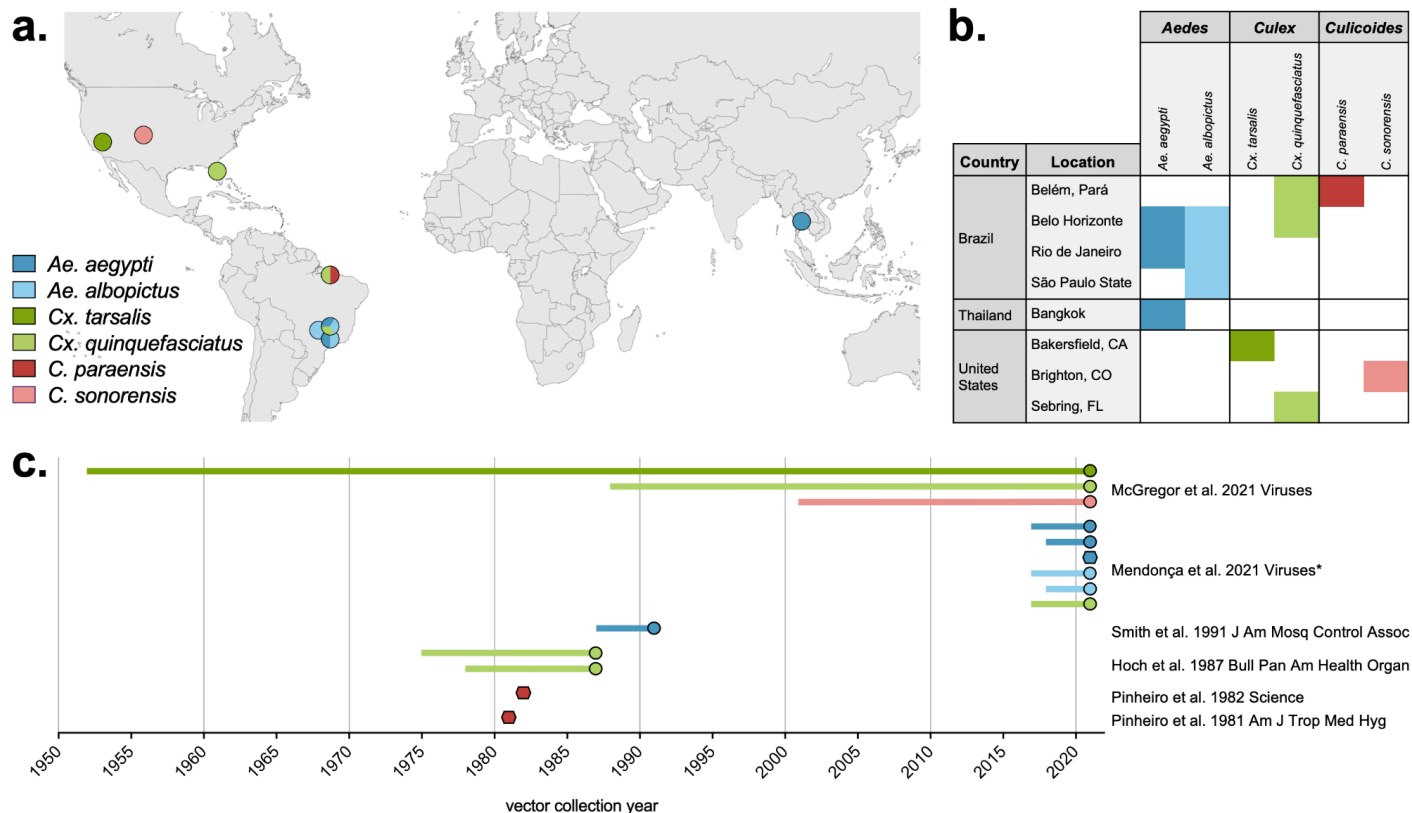 a.
Ae. aegypti
Ae. albopictus
Cx. tarsalis
Cx. quinquefasciatus
C. paraensis
C. sonorensis
b.
Aedes
Culex
Culicoides
Ae. aegypti
Ae. albopictus
Cx. tarsalis
Cx. quinquefasciatus
C. paraensis
C. sonorensis
Country
Location
Brazil
Belém, Pará
Belo Horizonte
Rio de Janeiro
São Paulo State
Thailand
Bangkok
United
States
Bakersfield, CA
Brighton, CO
Sebring, FL
c.
McGregor et al. 2021 Viruses
Mendonça et al. 2021 Viruses*
Smith et al. 1991 J Am Mosq Control Assoc
Hoch et al. 1987 Bull Pan Am Health Organ
Pinheiro et al. 1982 Science
Pinheiro et al. 1981 Am J Trop Med Hyg
1950
1955
1960
1965
1970
1975
1980
1985
1990
1995
2000
2005
2010
2015
2020
vector collection year